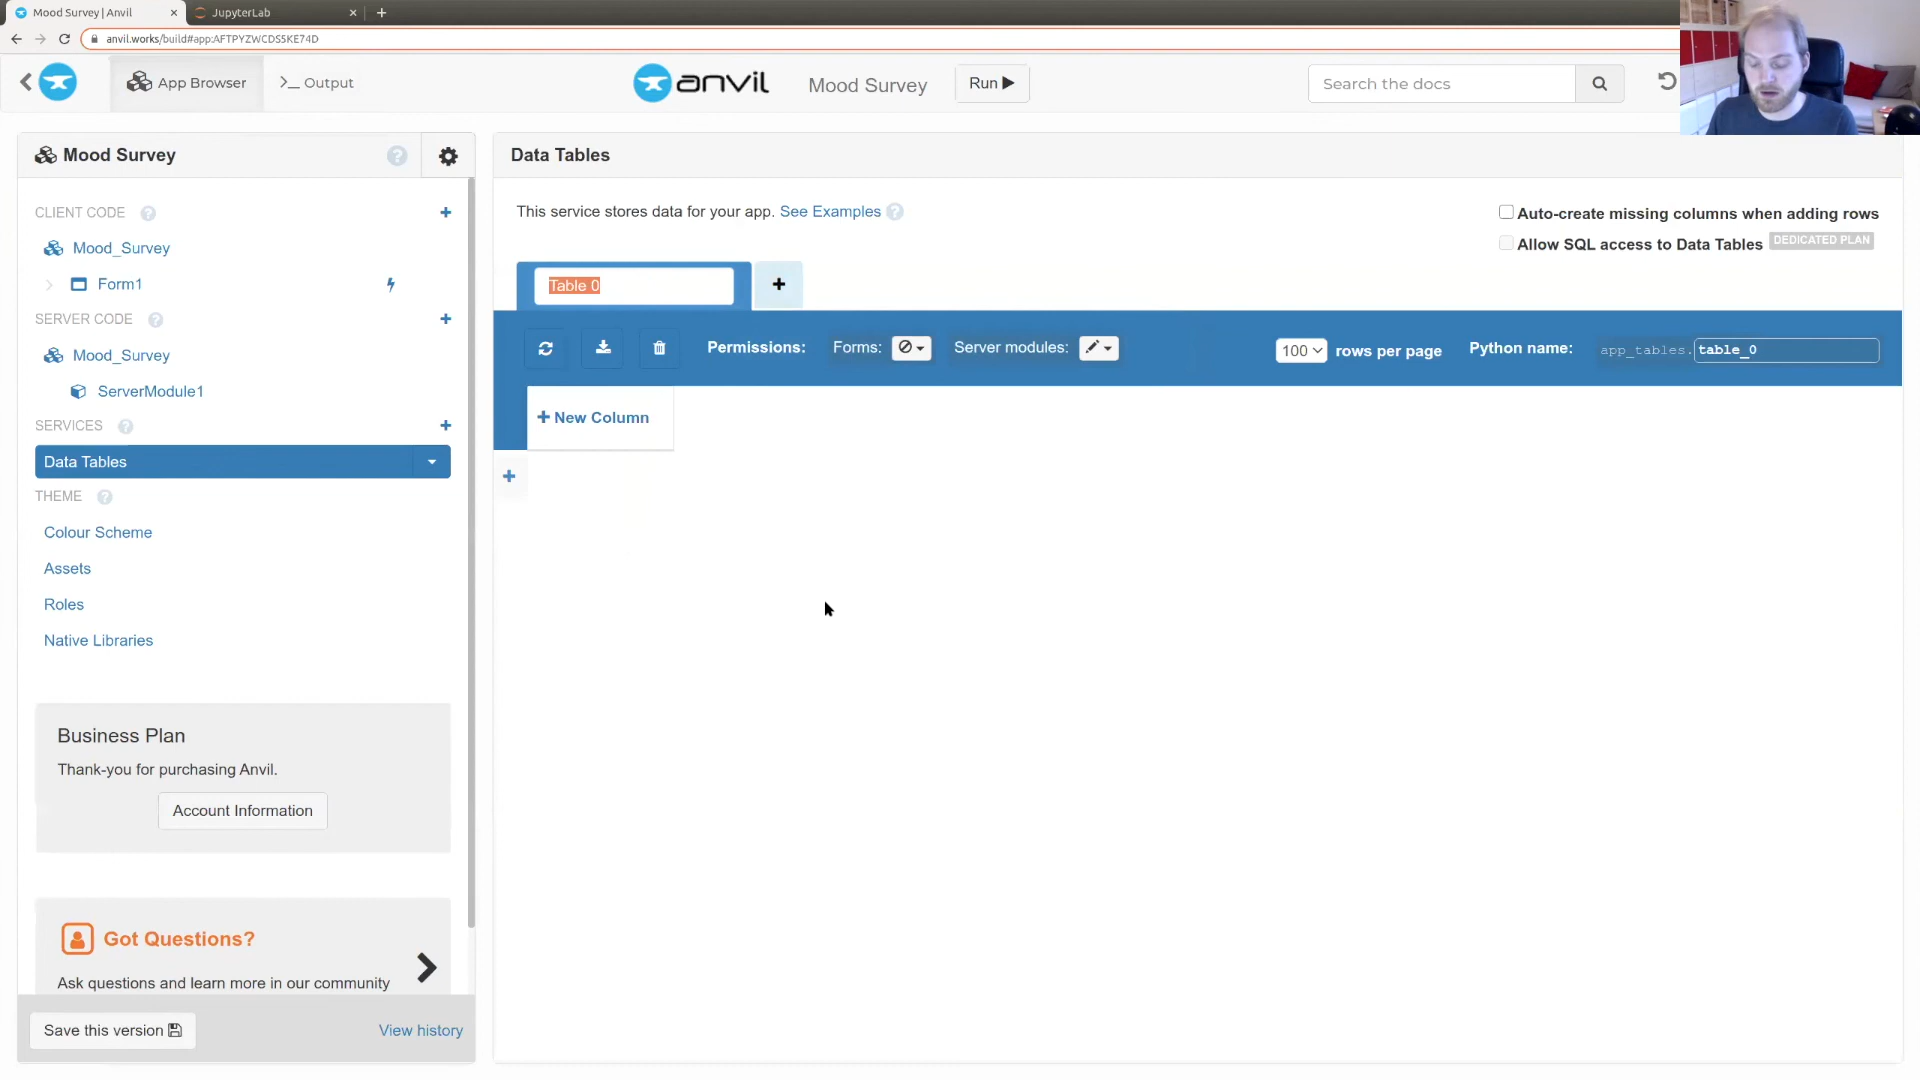 Mood Survey | Anvil
JupyterLab
anvil.works/build#app:AFTPYZWCDS5KE74D
App Browser
>_ Output
anvil
Mood Survey
Run
Search the docs
Mood Survey
CLIENT CODE
Mood_Survey
Form1
SERVER CODE
Mood_Survey
ServerModule1
SERVICES
Data Tables
THEME
Colour Scheme
Assets
Roles
Native Libraries
Business Plan
Thank-you for purchasing Anvil.
Account Information
Got Questions?
Ask questions and learn more in our community
Save this version
View history
Data Tables
This service stores data for your app. See Examples
Auto-create missing columns when adding rows
Allow SQL access to Data Tables DEDICATED PLAN
Table 0
Permissions: Forms: Server modules:
100 rows per page
Python name: app_tables. table_0
+ New Column